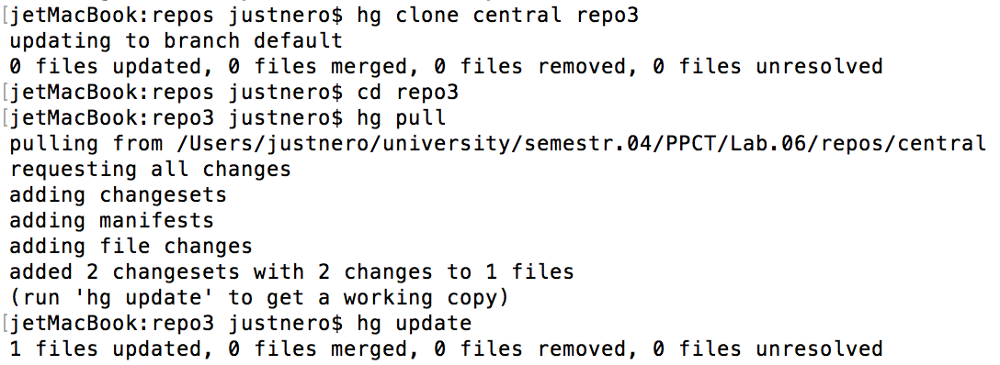 [jetMacBook:repos justnero$ hg clone central repo3
updating to branch default
0 files updated, 0 files merged, 0 files removed, 0 files unresolved
[jetMacBook:repos justnero$ cd repo3
[jetMacBook:repo3 justnero$ hg pull
pulling from /Users/justnero/university/semestr.04/PPCT/Lab.06/repos/central
requesting all changes
adding changesets
adding manifests
adding file changes
added 2 changesets with 2 changes to 1 files
(run 'hg update' to get a working copy)
[jetMacBook:repo3 justnero$ hg update
1 files updated, 0 files merged, 0 files removed, 0 files unresolved